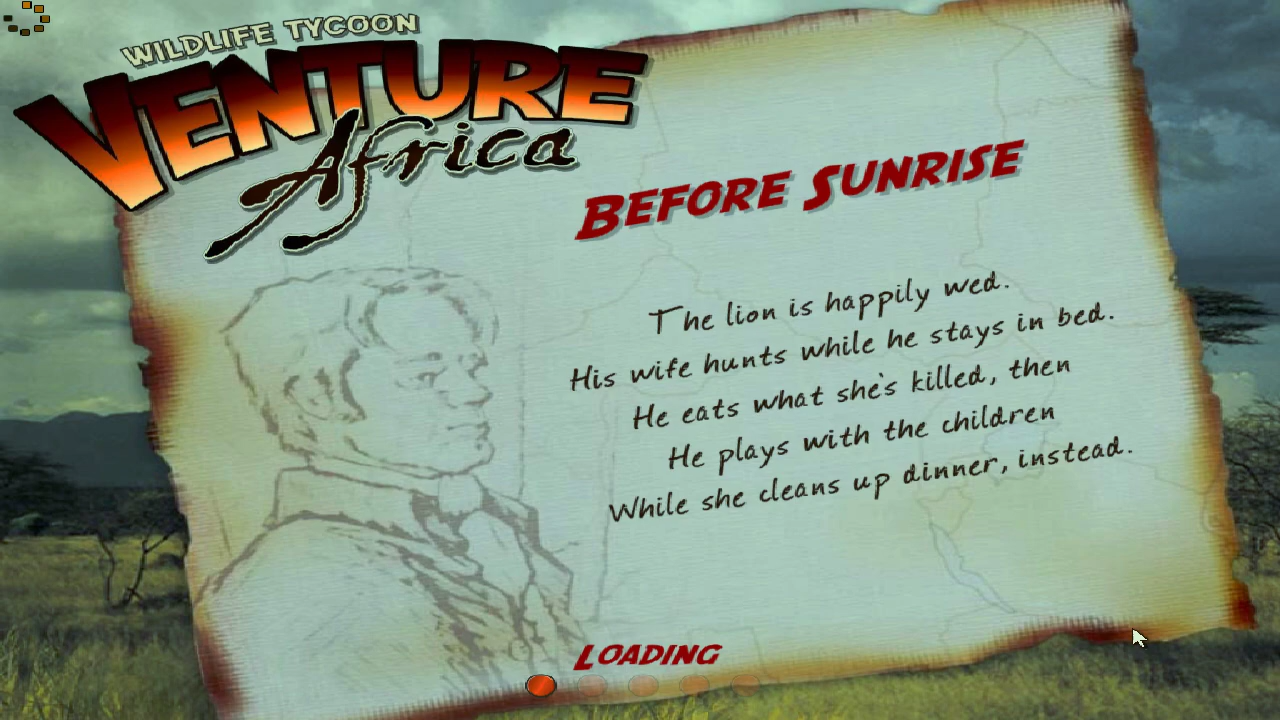 WILDLIFE TYCOON
VENTURE
Africa
BEFORE SUNRISE
The lion is happily wed.
His wife hunts while he stays in bed.
He eats what she's killed, then
He plays with the children
While she cleans up dinner, instead.
LOADING